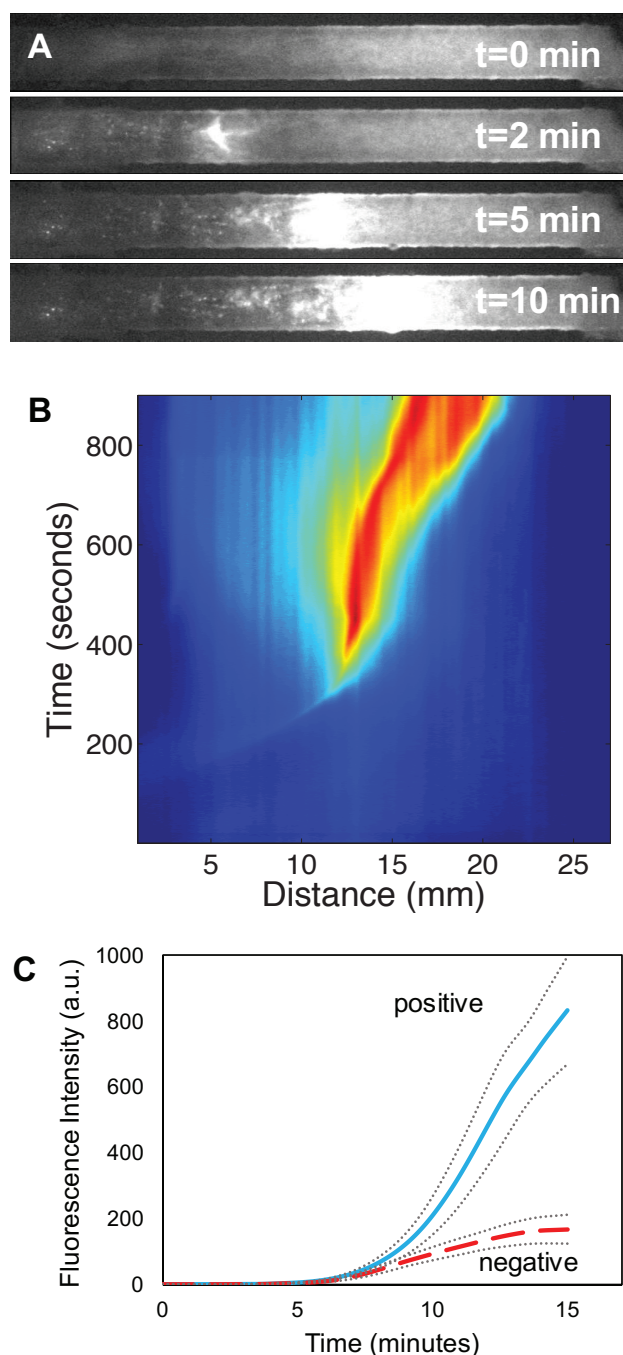 A
t=0 min
t=2 min
t=5 min
t=10 min
B
800
600
400
200
Time (seconds)
5 10 15 20 25
Distance (mm)
C
1000
800
600
400
200
0
Fluorescence Intensity (a.u.)
positive
negative
0 5 10 15
Time (minutes)